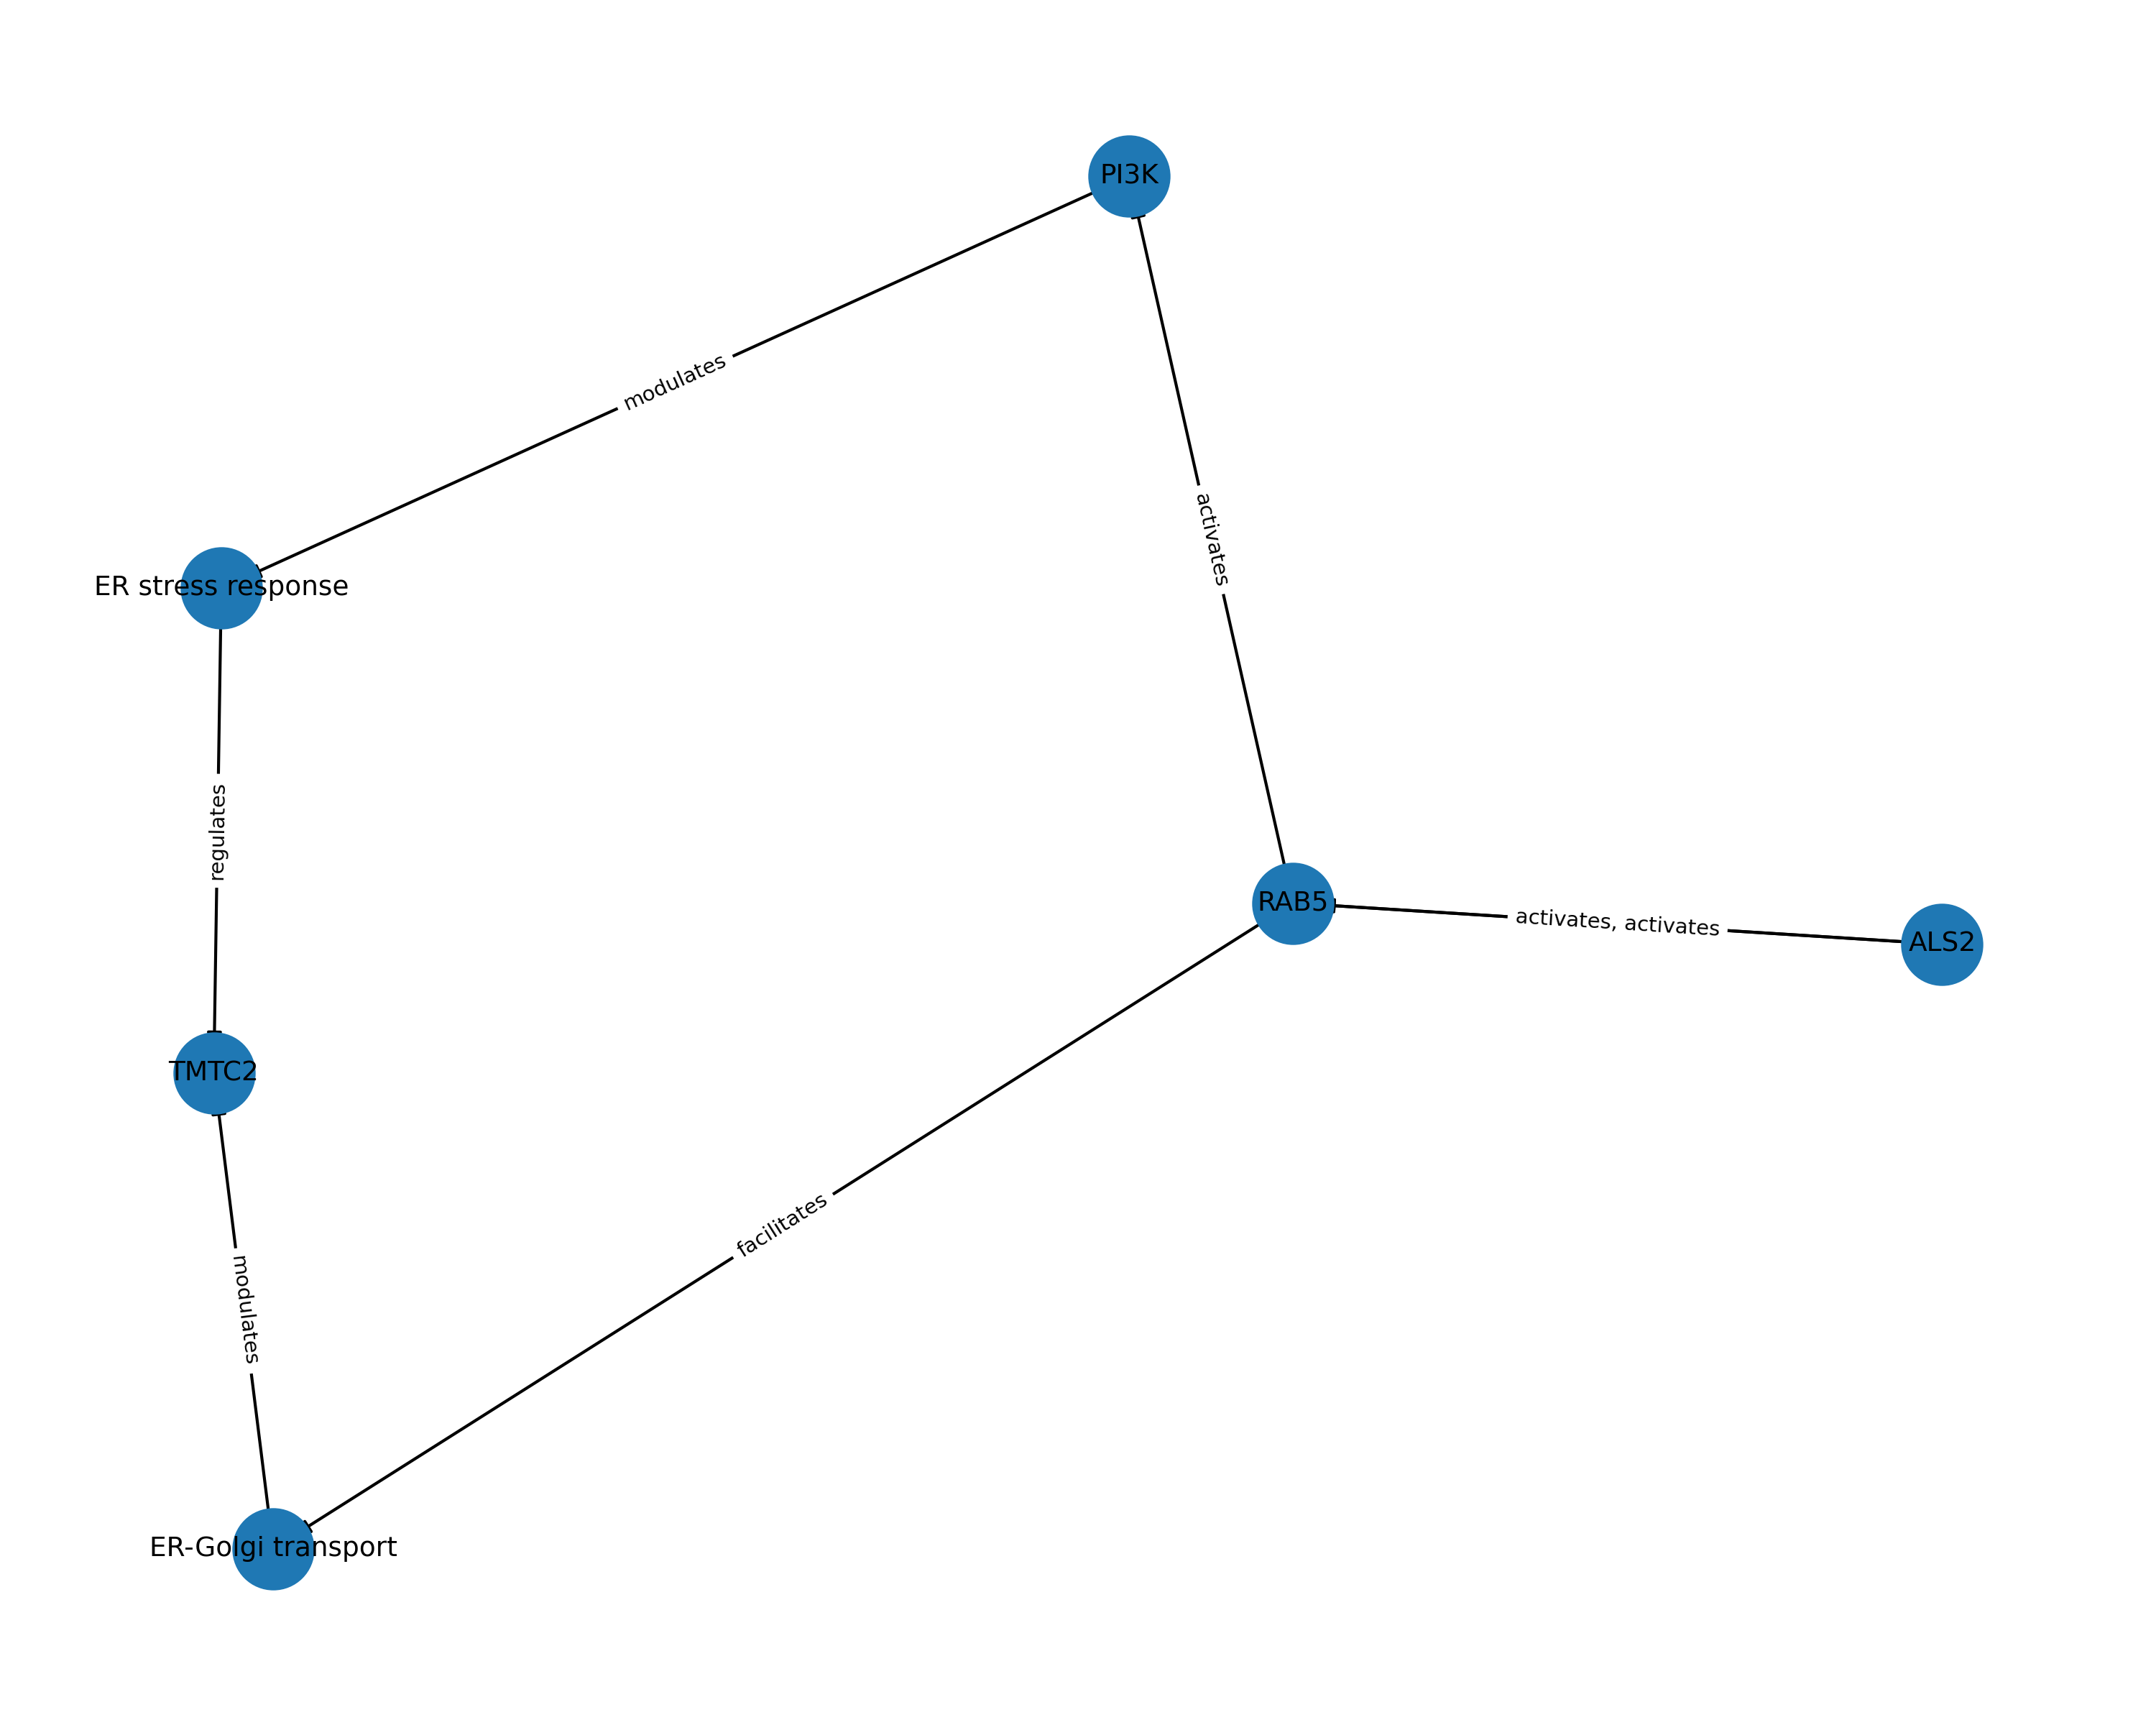 PI3K
modulates
activates
ER stress response
regulates
RAB5
activates, activates
ALS2
TMTC2
facilitates
modulates
ER-Golgi transport